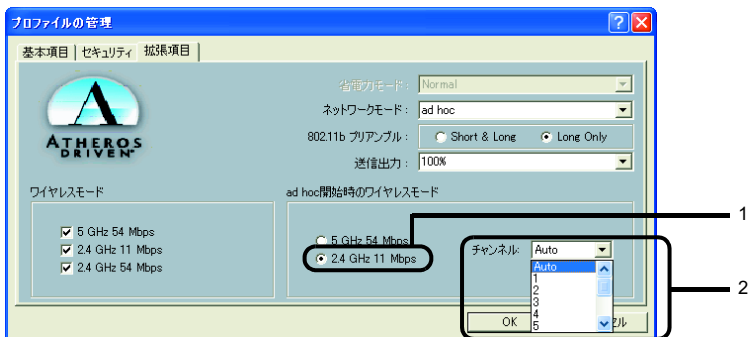 プロファイルの管理
基本項目 セキュリティ 拡張項目
ATHEROS
DRIVEN
省電力モード: Normal
ネットワークモード: ad hoc
802.11b プリアンブル: Short & Long Long Only
送信出力: 100%
ワイヤレスモード
5 GHz 54 Mbps
2.4 GHz 11 Mbps
2.4 GHz 54 Mbps
ad hoc開始時のワイヤレスモード
5 GHz 54 Mbps
2.4 GHz 11 Mbps
チャンネル: Auto
Auto
1
2
3
4
5
OK
1
2